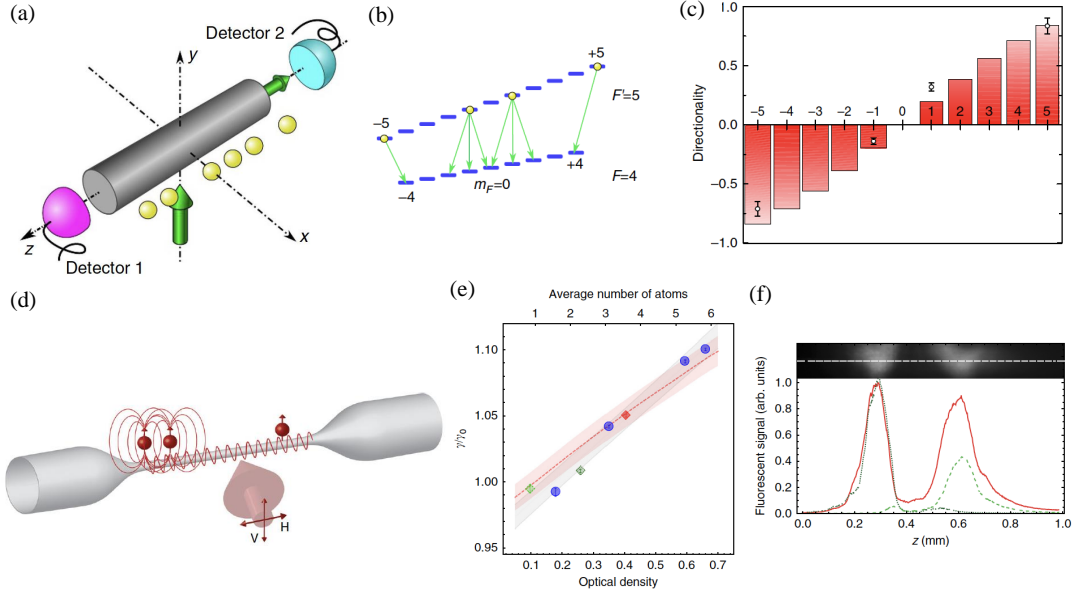 (a)
Detector 2
y
x
z
Detector 1
(b)
+5
F'=5
−5
+4
F=4
−4
m_F=0
(c)
Directionality
1.0
0.5
0.0
−0.5
−1.0
−5 −4 −3 −2 −1 0 1 2 3 4 5
(d)
V
H
(e)
Average number of atoms
1 2 3 4 5 6
γ/γ₀
1.10
1.05
1.00
0.95
0.1 0.2 0.3 0.4 0.5 0.6 0.7
Optical density
(f)
Fluorescent signal (arb. units)
1.0
0.8
0.6
0.4
0.2
0.0
0.0 0.2 0.4 0.6 0.8 1.0
z (mm)